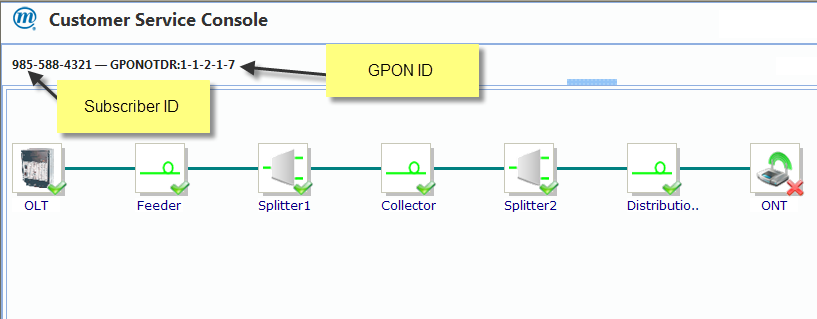 Customer Service Console
985-588-4321 — GPONOTDR:1-1-2-1-7
GPON ID
Subscriber ID
OLT
Feeder
Splitter1
Collector
Splitter2
Distributio..
ONT